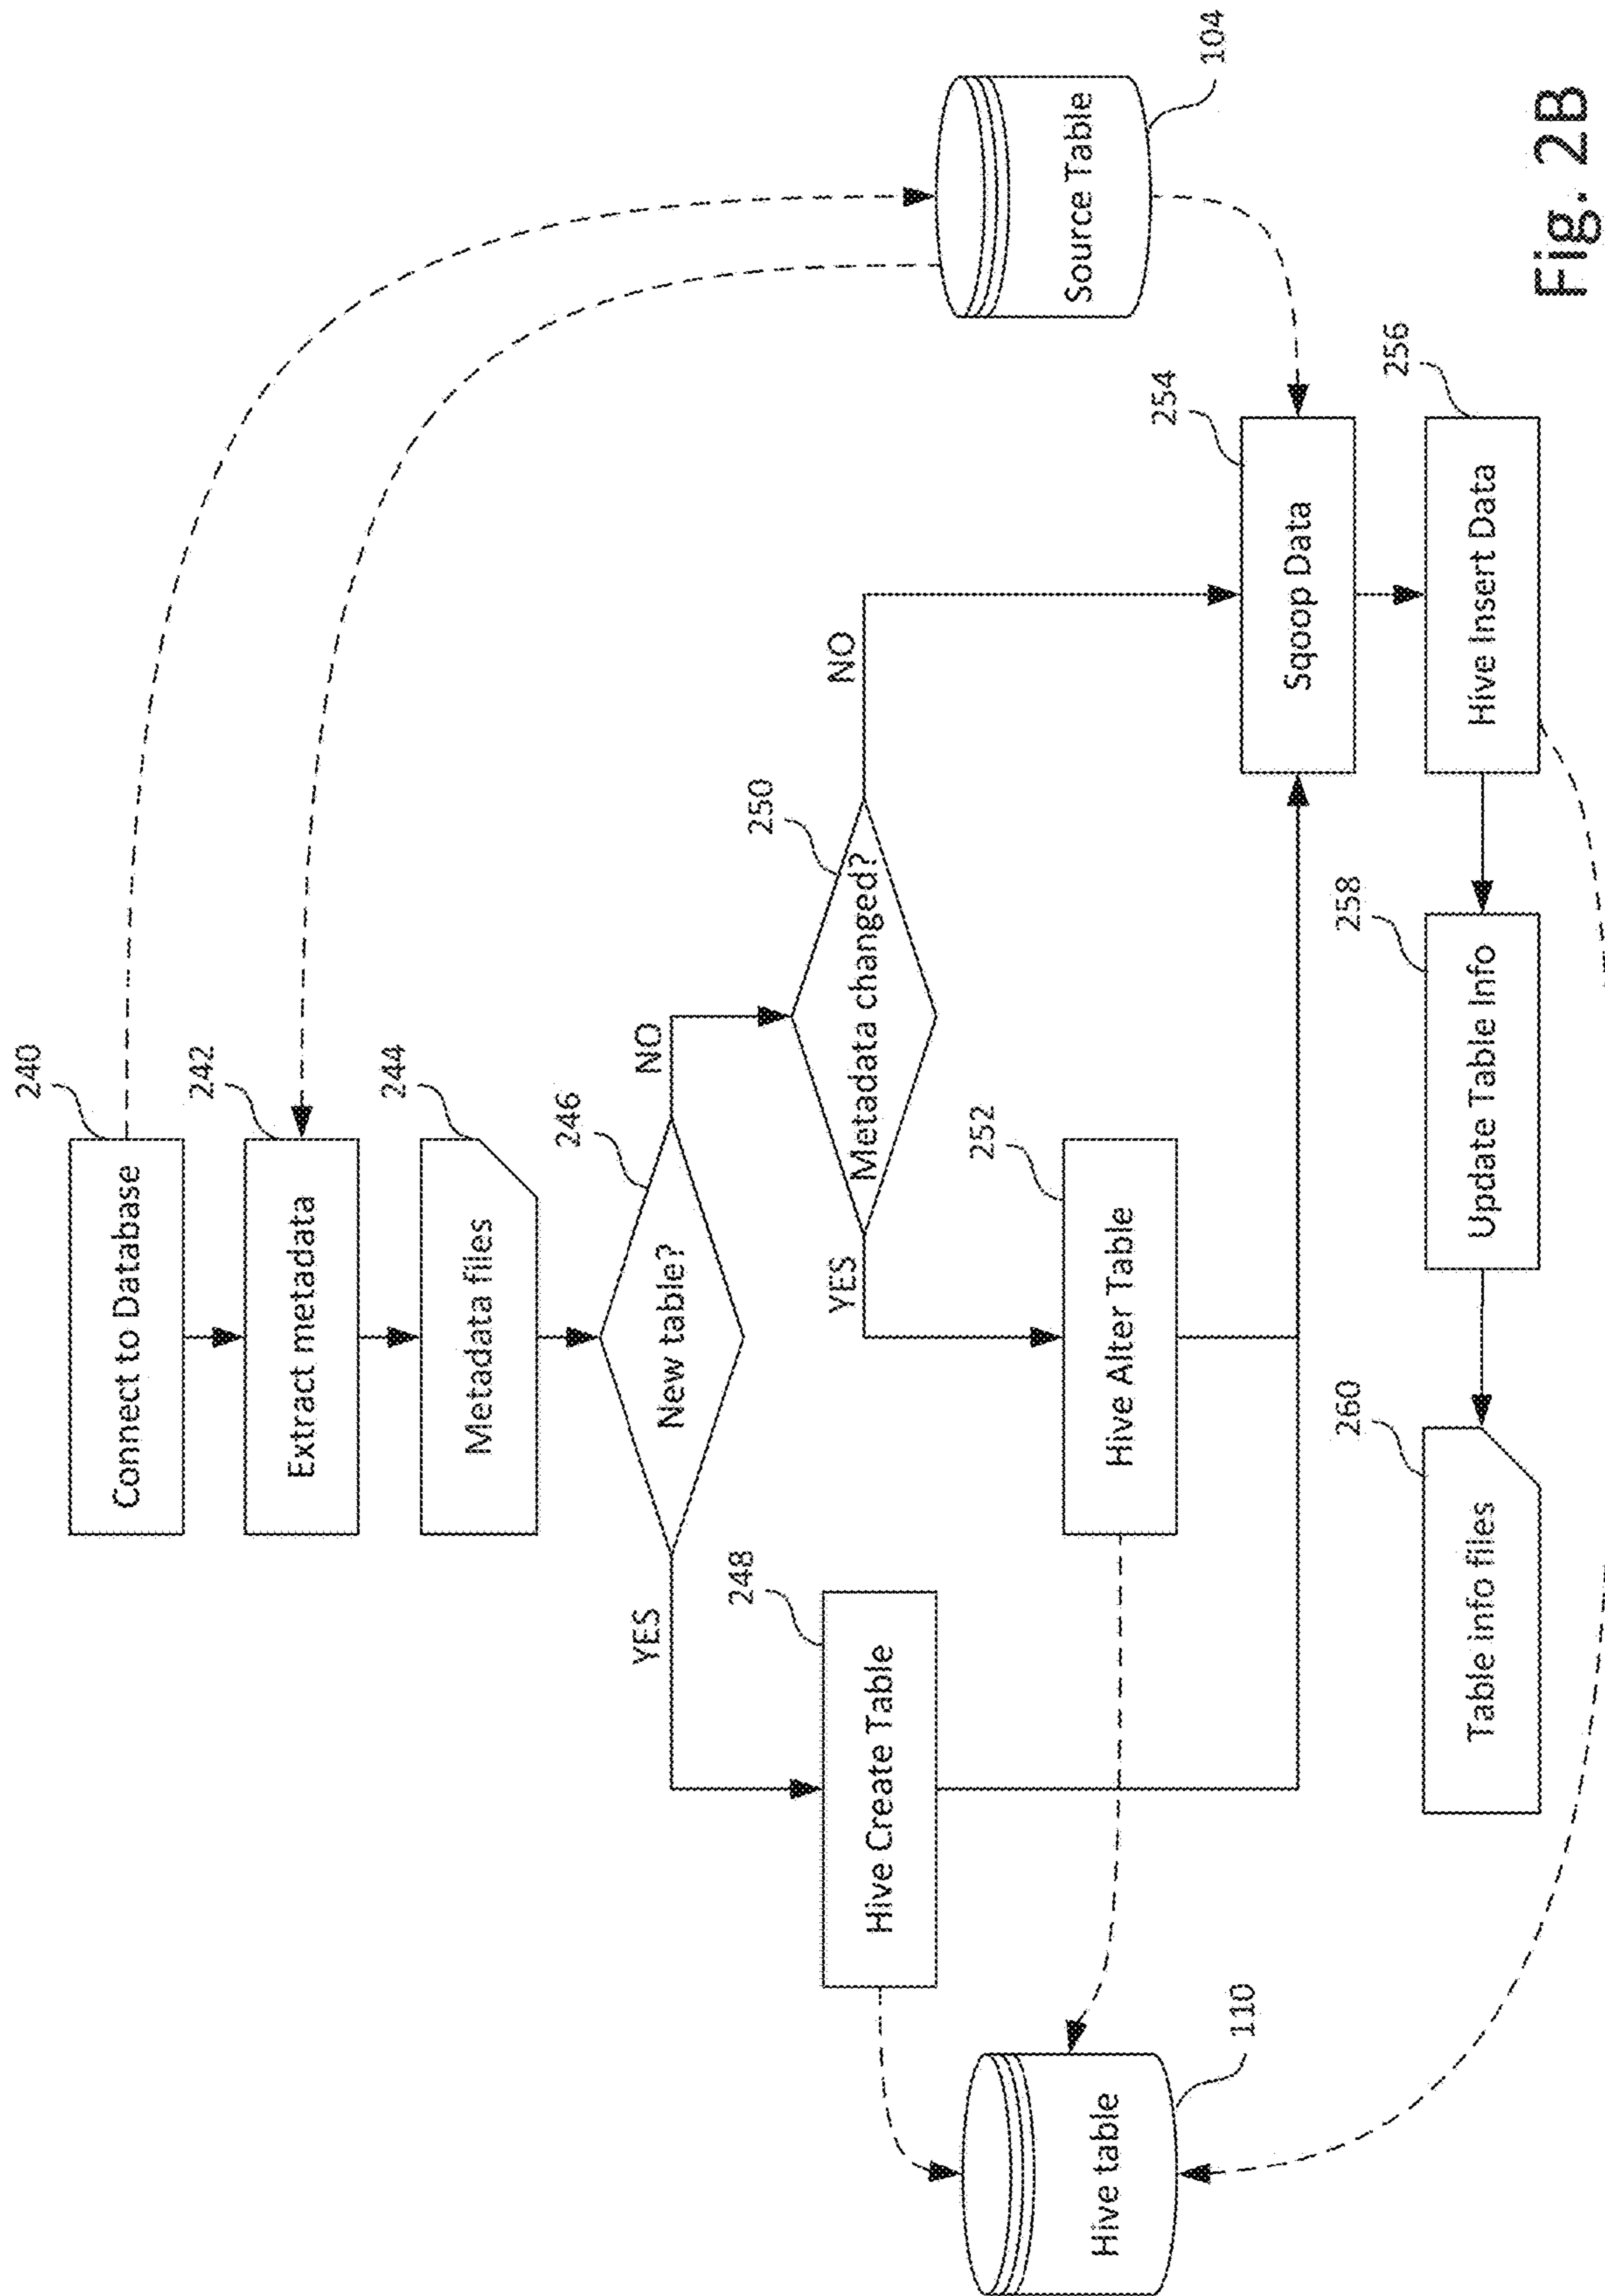 240
Connect to Database
242
Extract metadata
244
Metadata files
246
New table?
YES
NO
248
Hive Create Table
250
Metadata changed?
YES
NO
252
Hive Alter Table
Source Table
104
Hive table
110
254
Sqoop Data
256
Hive Insert Data
258
Update Table Info
260
Table info files
Fig. 2B